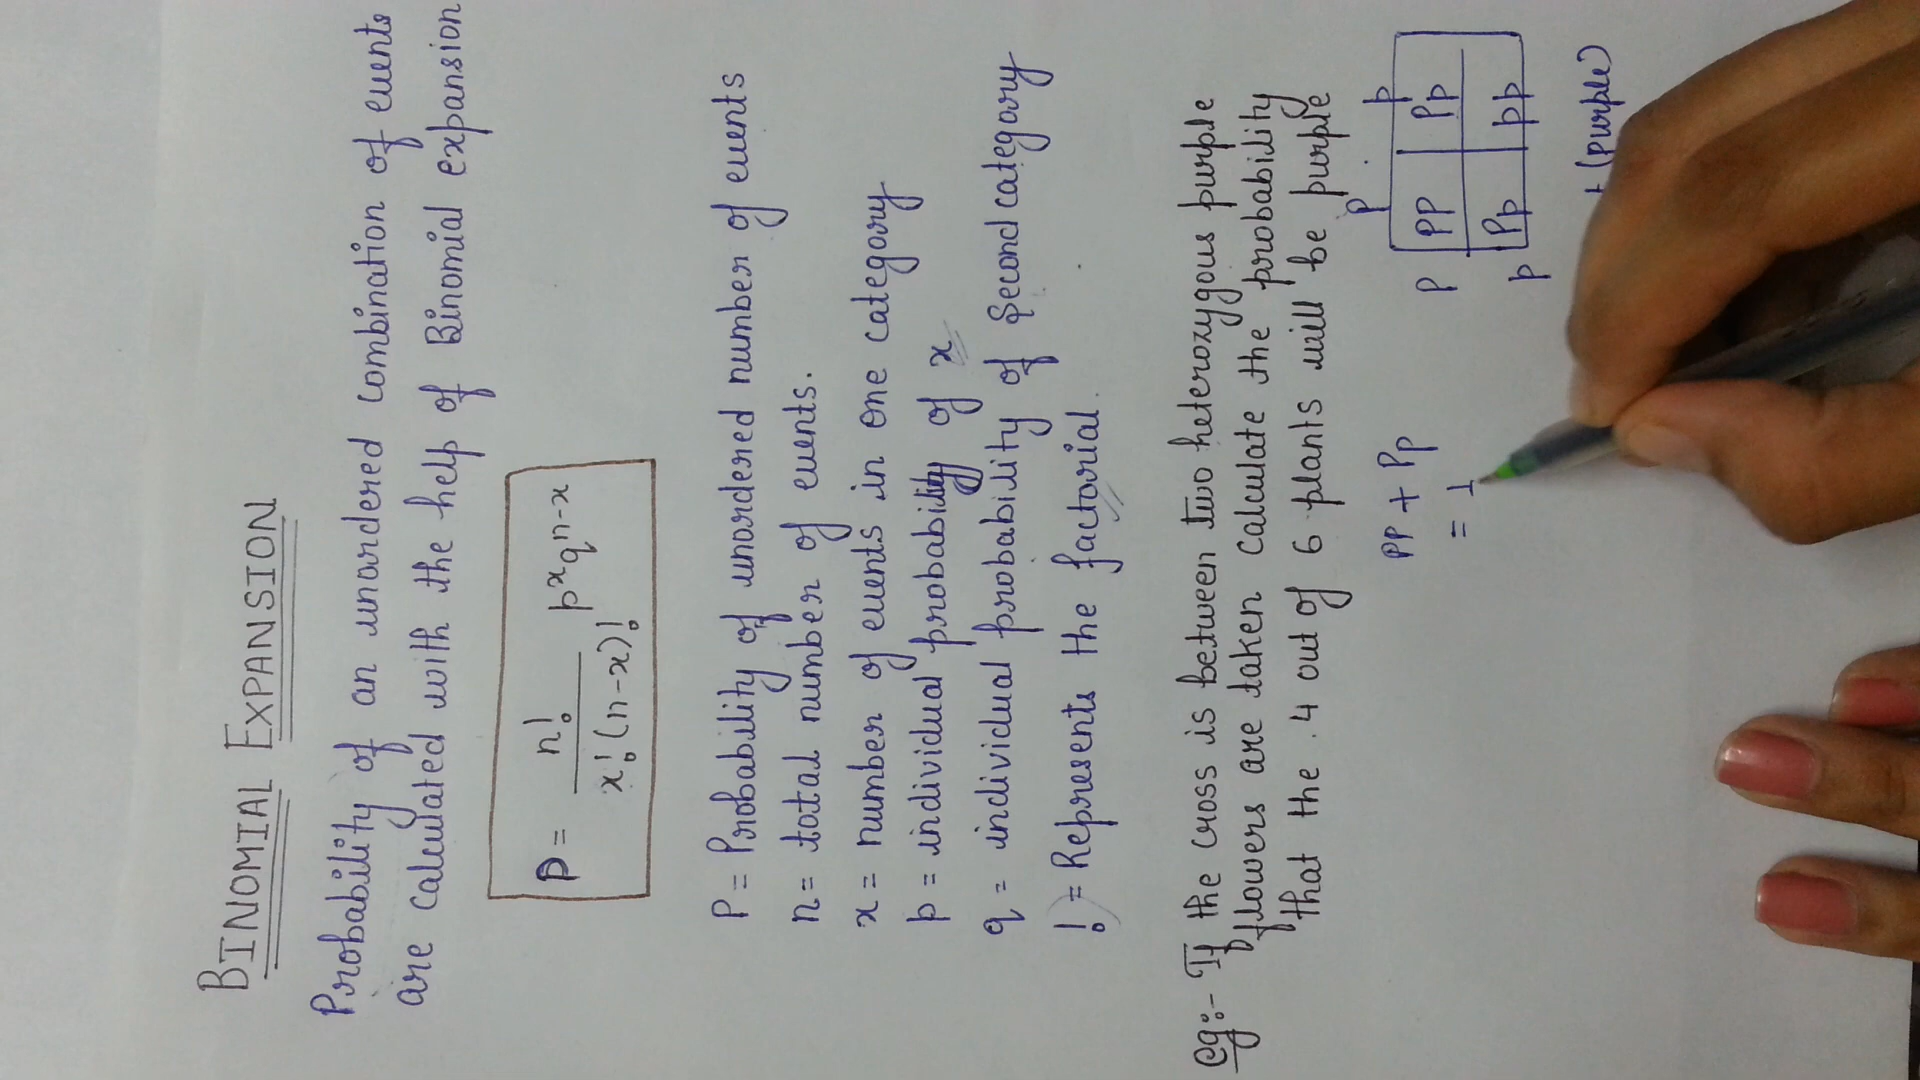 BINOMIAL EXPANSION
Probability of an unordered combination of events
are calculated with the help of Binomial expansion
P = n! / x!(n-x)! p^x q^n-x
P = Probability of unordered number of events
n = total number of events.
x = number of events in one category
p = individual probability of x
q = individual probability of second category
! = Represents the factorial.
eg:- If the cross is between two heterozygous purple
flowers are taken calculate the probability
that the 4 out of 6 plants will be purple
P p
P PP Pp
p Pp pp
PP + Pp
= 1
+ (purple)